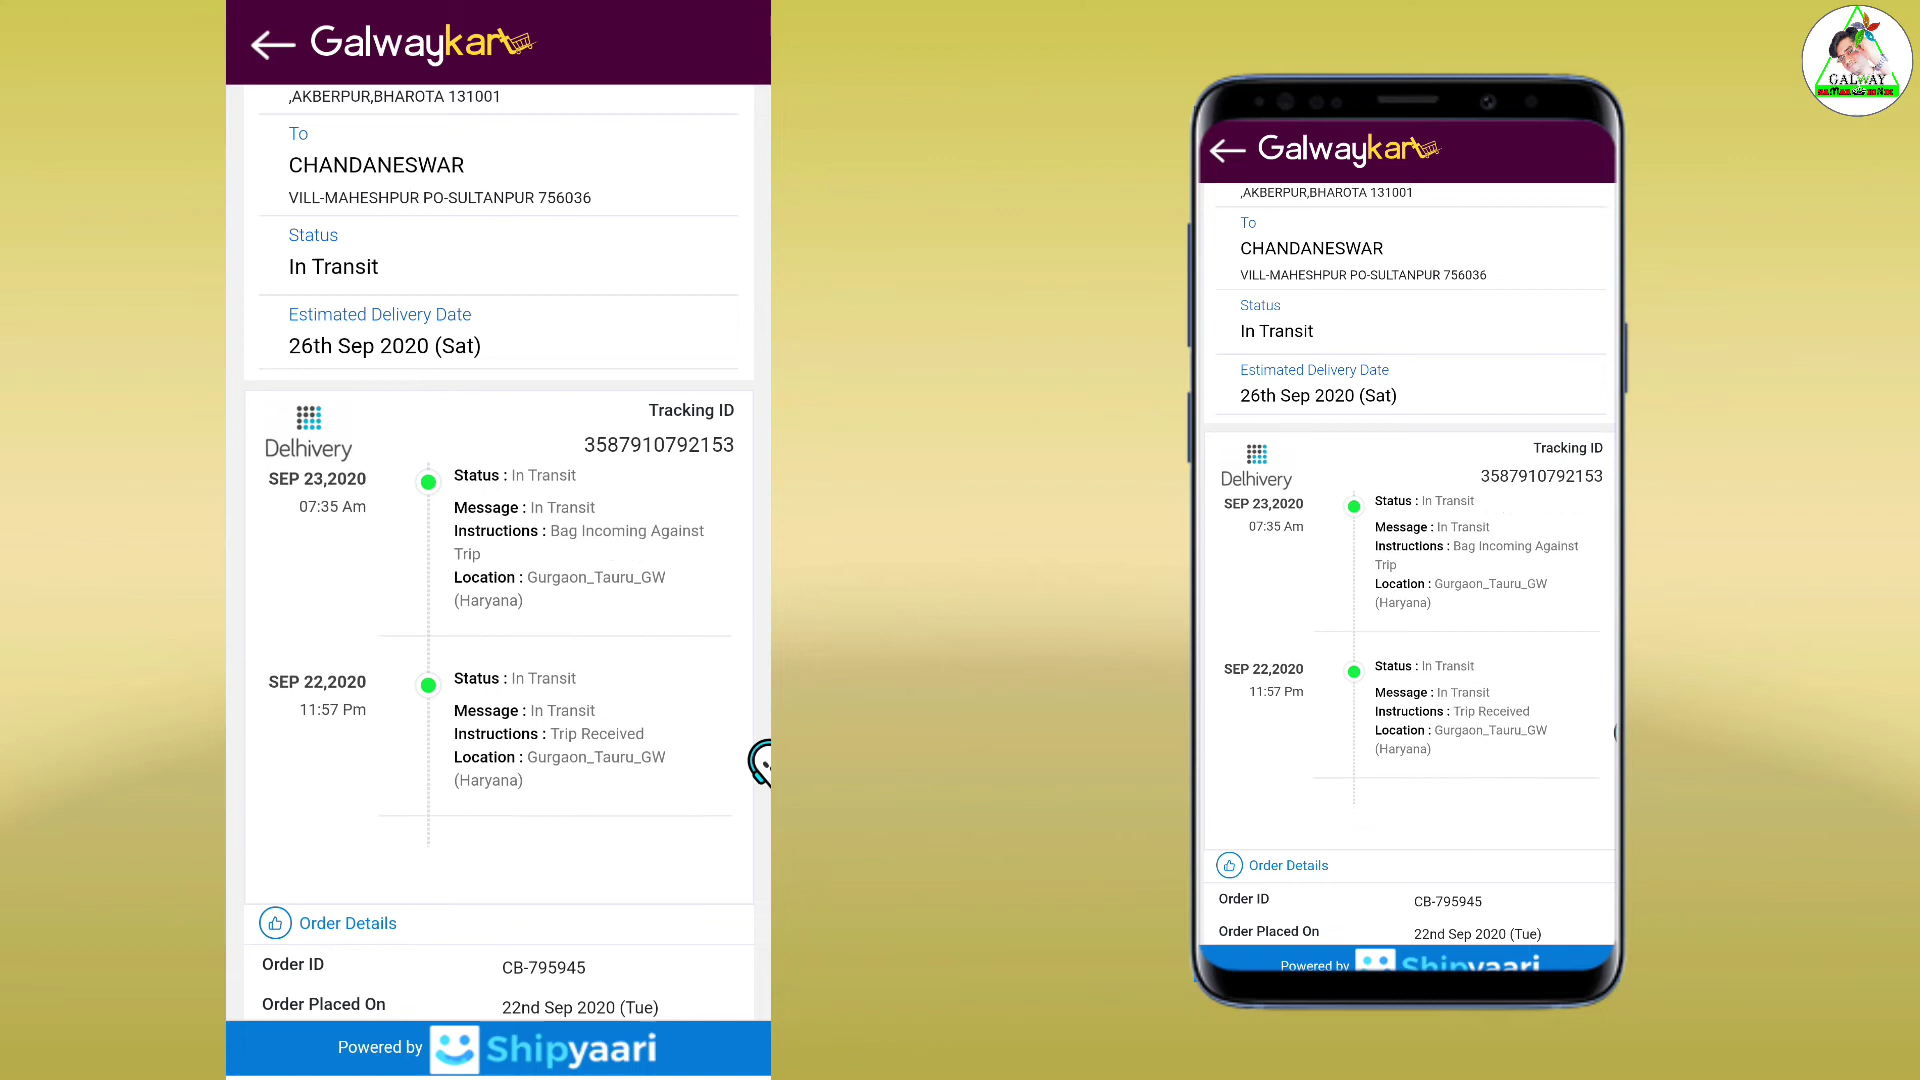 Galwaykart
,AKBERPUR,BHAROTA 131001
To
CHANDANESWAR
VILL-MAHESHPUR PO-SULTANPUR 756036
Status
In Transit
Estimated Delivery Date
26th Sep 2020 (Sat)
Delhivery
Tracking ID
3587910792153
SEP 23,2020
07:35 Am
Status : In Transit
Message : In Transit
Instructions : Bag Incoming Against
Trip
Location : Gurgaon_Tauru_GW
(Haryana)
SEP 22,2020
11:57 Pm
Status : In Transit
Message : In Transit
Instructions : Trip Received
Location : Gurgaon_Tauru_GW
(Haryana)
Order Details
Order ID CB-795945
Order Placed On 22nd Sep 2020 (Tue)
Powered by Shipyaari
Galwaykart
,AKBERPUR,BHAROTA 131001
To
CHANDANESWAR
VILL-MAHESHPUR PO-SULTANPUR 756036
Status
In Transit
Estimated Delivery Date
26th Sep 2020 (Sat)
Delhivery
Tracking ID
3587910792153
SEP 23,2020
07:35 Am
Status : In Transit
Message : In Transit
Instructions : Bag Incoming Against
Trip
Location : Gurgaon_Tauru_GW
(Haryana)
SEP 22,2020
11:57 Pm
Status : In Transit
Message : In Transit
Instructions : Trip Received
Location : Gurgaon_Tauru_GW
(Haryana)
Order Details
Order ID CB-795945
Order Placed On 22nd Sep 2020 (Tue)
Powered by Shipyaari
GALWAY